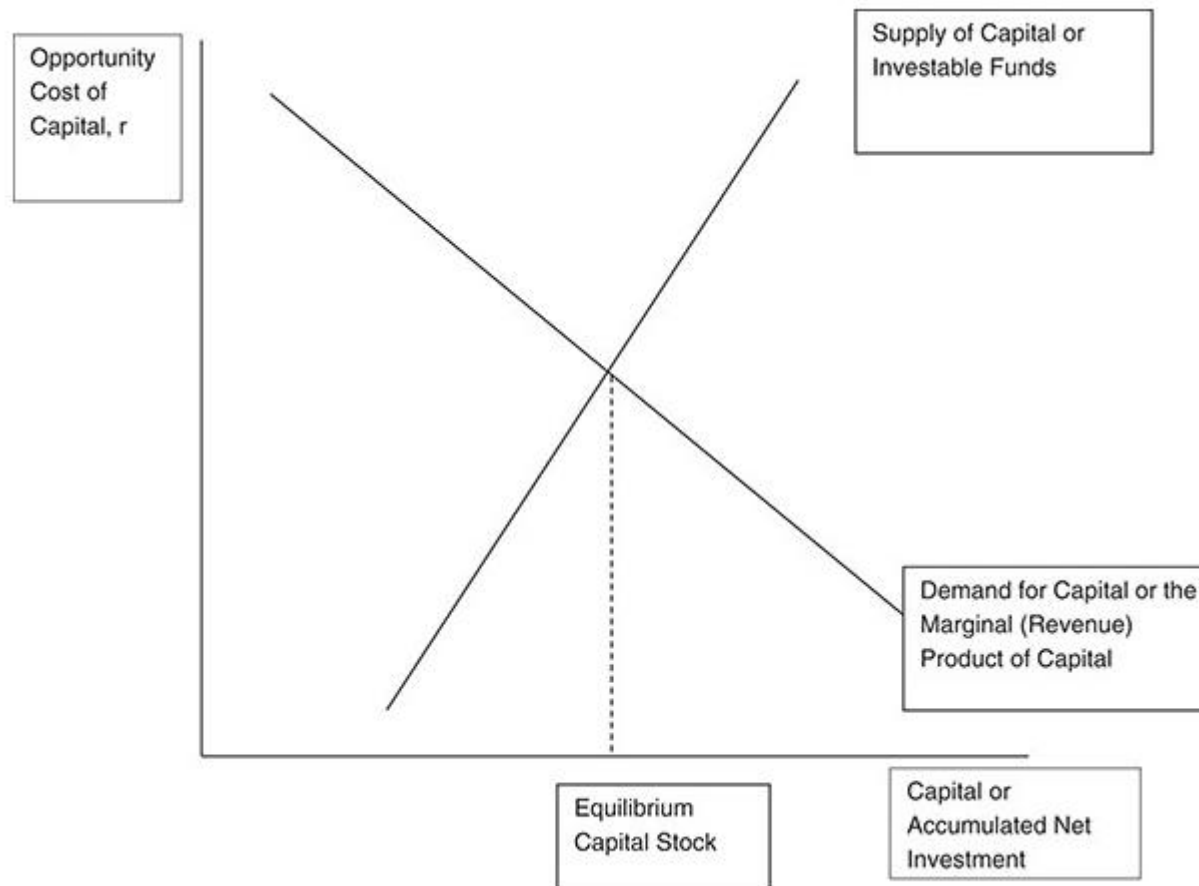 Opportunity
Cost of
Capital, r
Supply of Capital or
Investable Funds
Demand for Capital or the
Marginal (Revenue)
Product of Capital
Equilibrium
Capital Stock
Capital or
Accumulated Net
Investment